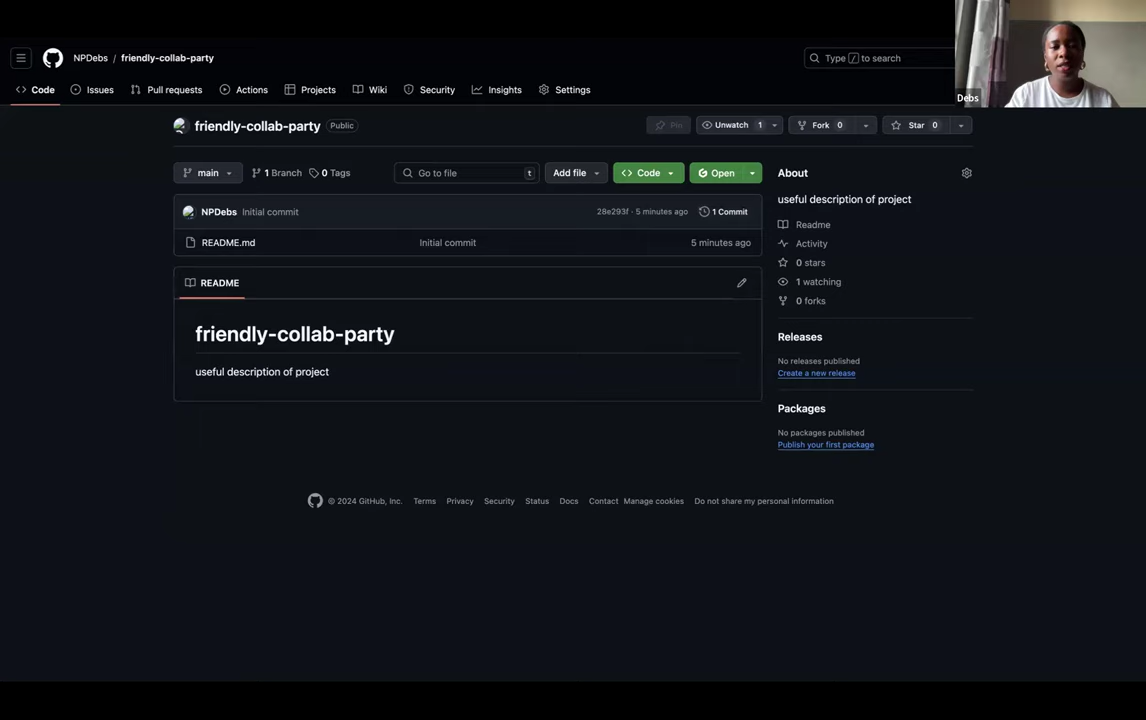 NPDebs / friendly-collab-party
Type / to search
Debs
Code Issues Pull requests Actions Projects Wiki Security Insights Settings
friendly-collab-party Public
Pin Unwatch 1 Fork 0 Star 0
main 1 Branch 0 Tags Go to file t Add file Code Open
NPDebs Initial commit 28e293f · 5 minutes ago 1 Commit
README.md Initial commit 5 minutes ago
README
friendly-collab-party
useful description of project
About
useful description of project
Readme
Activity
0 stars
1 watching
0 forks
Releases
No releases published
Create a new release
Packages
No packages published
Publish your first package
© 2024 GitHub, Inc. Terms Privacy Security Status Docs Contact Manage cookies Do not share my personal information